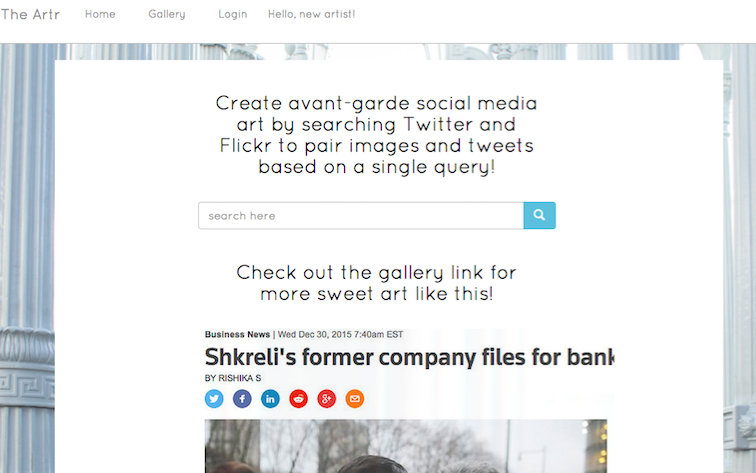 The Artr Home Gallery Login Hello, new artist!
Create avant-garde social media
art by searching Twitter and
Flickr to pair images and tweets
based on a single query!
search here
Check out the gallery link for
more sweet art like this!
Business News | Wed Dec 30, 2015 7:40am EST
Shkreli's former company files for bank
BY RISHIKA S
f
in
g+